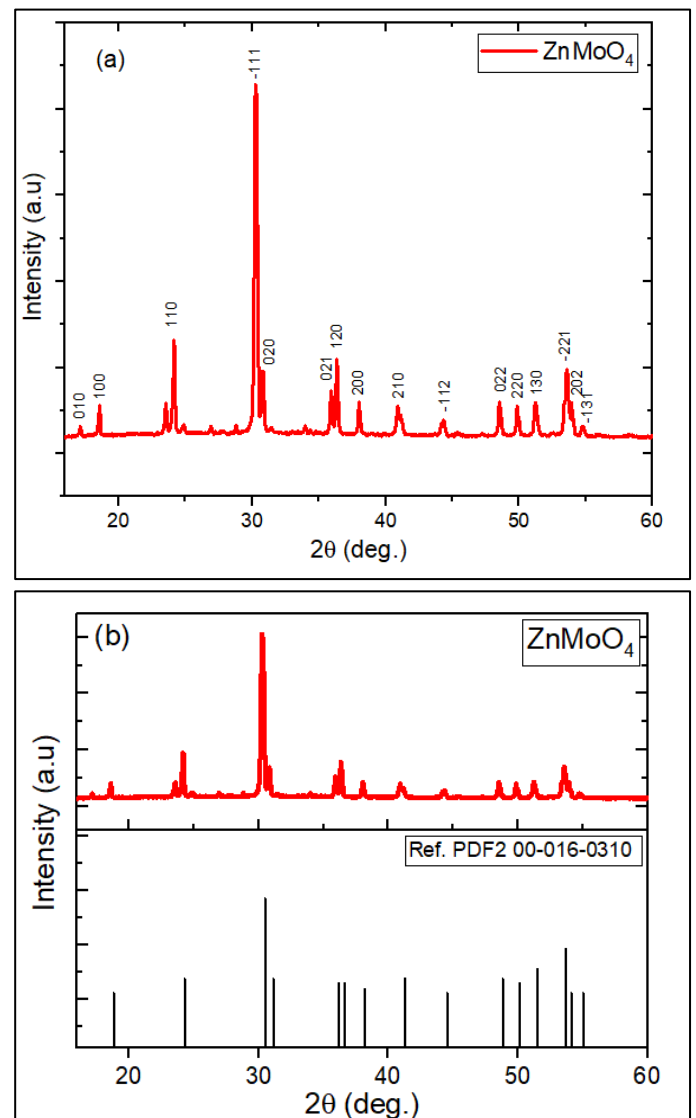 (a)
ZnMoO₄
-111
110
010
100
020
021
120
200
210
-112
022
220
130
-221
202
-131
Intensity (a.u)
20 30 40 50 60
2θ (deg.)
(b)
ZnMoO₄
Ref. PDF2 00-016-0310
Intensity (a.u)
20 30 40 50 60
2θ (deg.)